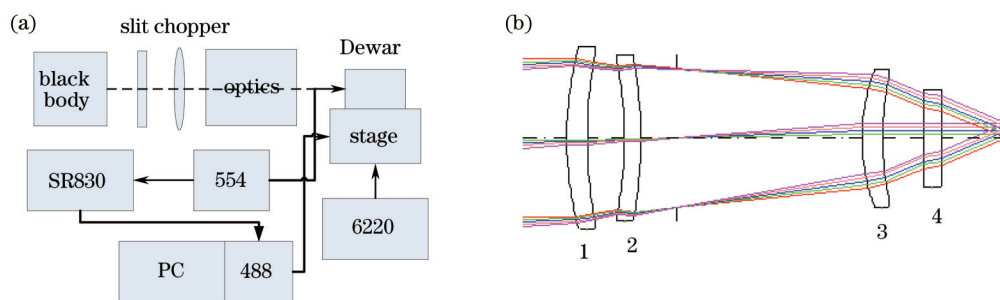 (a)
slit chopper
Dewar
black
body
optics
stage
SR830
554
6220
PC
488
(b)
1
2
3
4